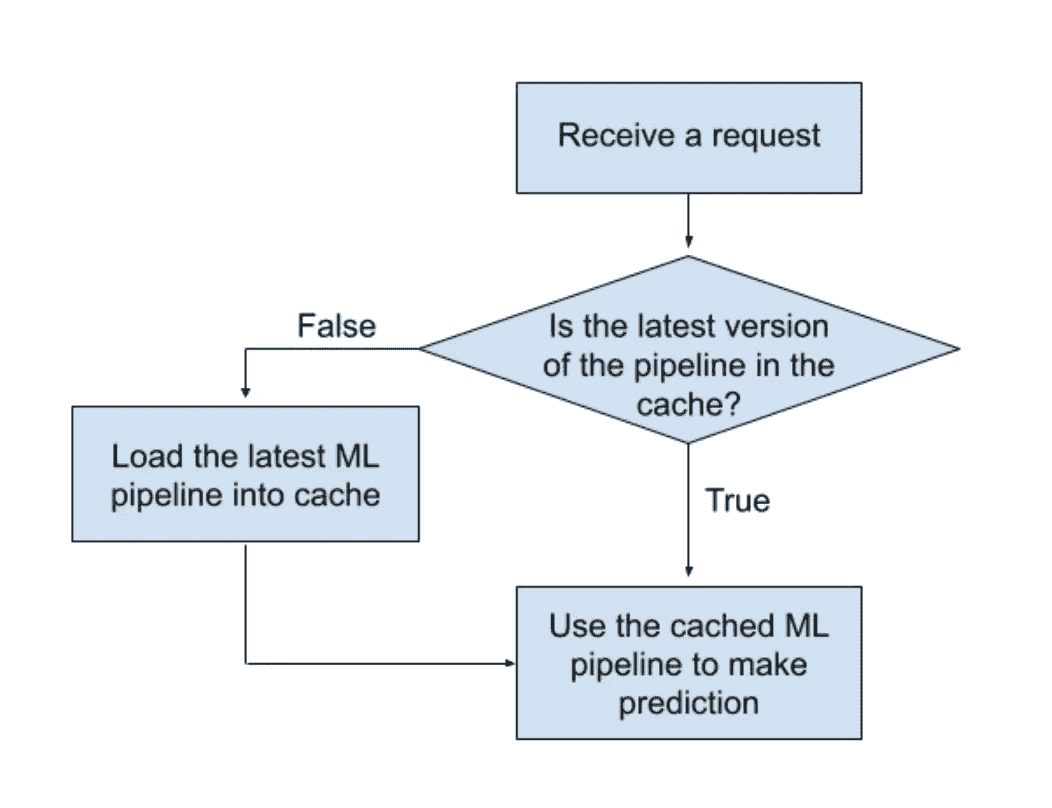 Receive a request
False
Is the latest version
of the pipeline in the
cache?
Load the latest ML
pipeline into cache
True
Use the cached ML
pipeline to make
prediction